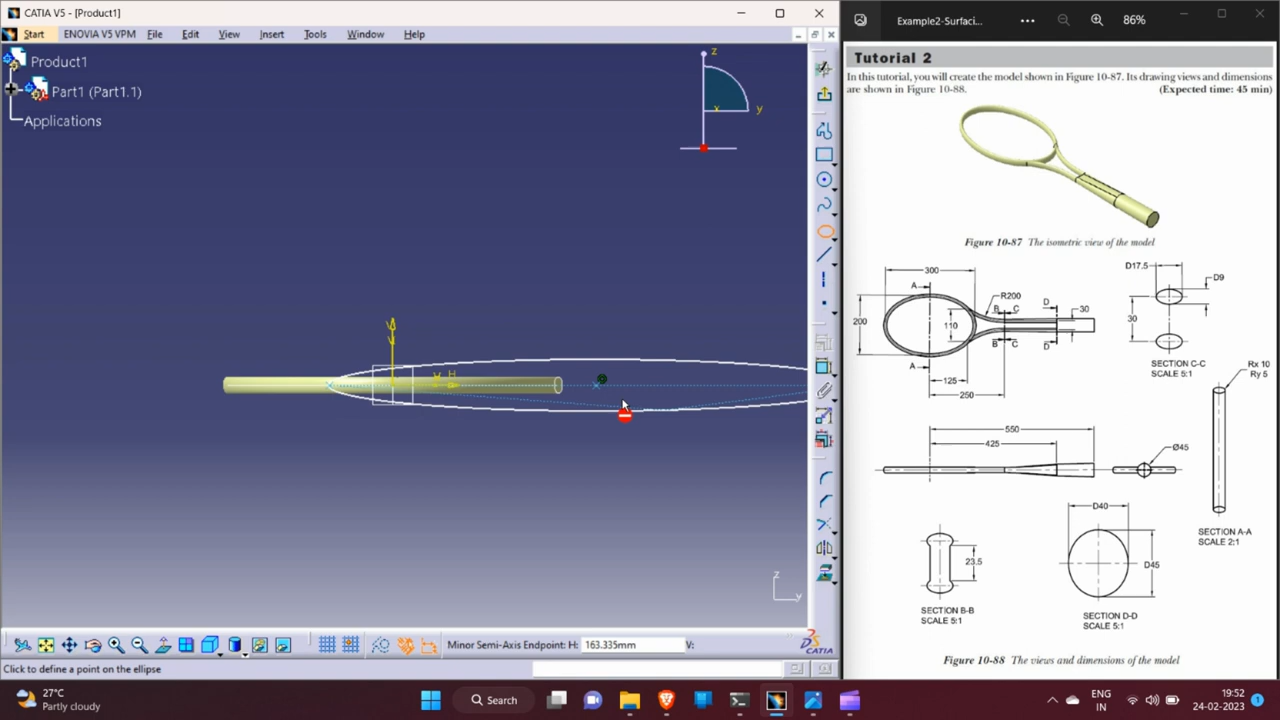 CATIA V5 - [Product1]
Start ENOVIA V5 VPM File Edit View Insert Tools Window Help
Product1
Part1 (Part1.1)
Applications
z
y
x
V
H
z
y
Minor Semi-Axis Endpoint: H: 163.335mm V:
CATIA
Click to define a point on the ellipse
Example2-Surfaci... 86%
Tutorial 2
In this tutorial, you will create the model shown in Figure 10-87. Its drawing views and dimensions
are shown in Figure 10-88. (Expected time: 45 min)
Figure 10-87 The isometric view of the model
300
A
R200
B C
D
30
200
110
B C
D
A
125
250
D17.5
D9
30
SECTION C-C
SCALE 5:1
Rx 10
Ry 5
550
425
Ø45
SECTION A-A
SCALE 2:1
23.5
SECTION B-B
SCALE 5:1
D40
D45
SECTION D-D
SCALE 5:1
Figure 10-88 The views and dimensions of the model
27°C
Partly cloudy
Search
ENG
IN
19:52
24-02-2023
1